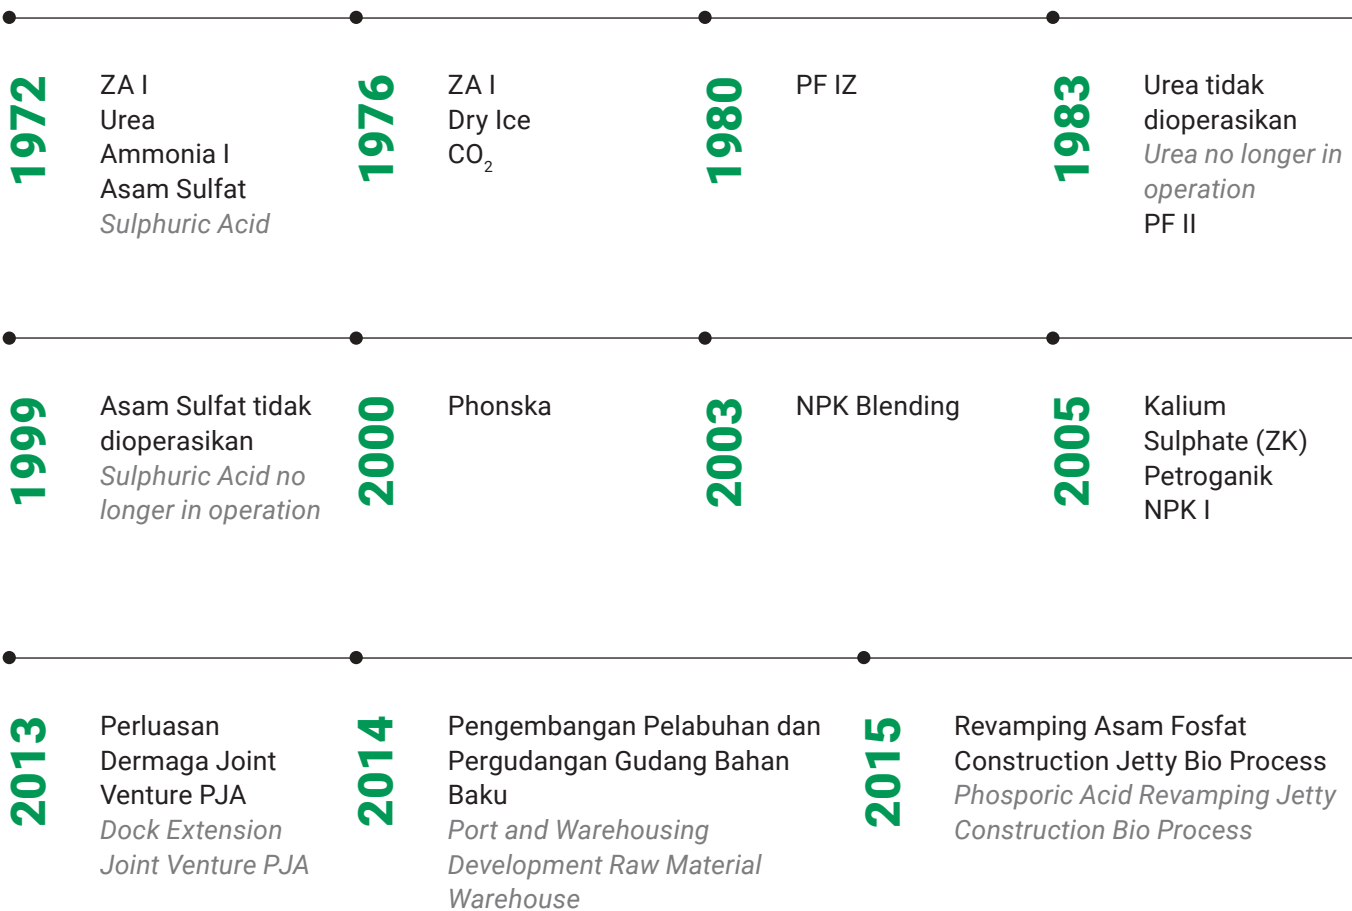 1972
ZA I
Urea
Ammonia I
Asam Sulfat
Sulphuric Acid
1976
ZA I
Dry Ice
CO2
1980
PF IZ
1983
Urea tidak
dioperasikan
Urea no longer in
operation
PF II
1999
Asam Sulfat tidak
dioperasikan
Sulphuric Acid no
longer in operation
2000
Phonska
2003
NPK Blending
2005
Kalium
Sulphate (ZK)
Petroganik
NPK I
2013
Perluasan
Dermaga Joint
Venture PJA
Dock Extension
Joint Venture PJA
2014
Pengembangan Pelabuhan dan
Pergudangan Gudang Bahan
Baku
Port and Warehousing
Development Raw Material
Warehouse
2015
Revamping Asam Fosfat
Construction Jetty Bio Process
Phosporic Acid Revamping Jetty
Construction Bio Process